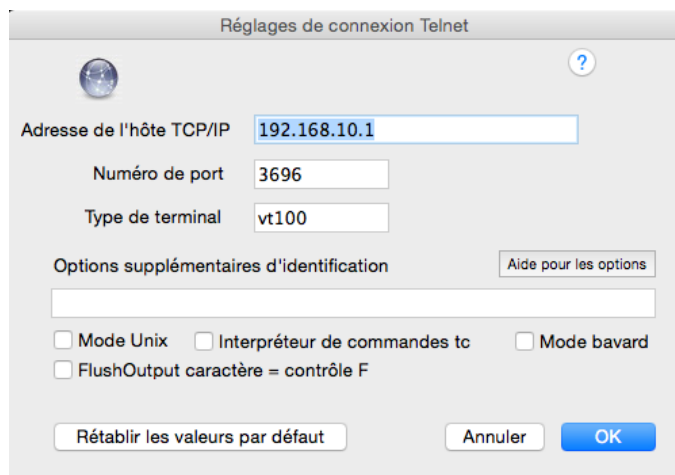 Réglages de connexion Telnet
?
Adresse de l'hôte TCP/IP 192.168.10.1
Numéro de port 3696
Type de terminal vt100
Options supplémentaires d'identification Aide pour les options
Mode Unix Interpréteur de commandes tc Mode bavard
FlushOutput caractère = contrôle F
Rétablir les valeurs par défaut Annuler OK